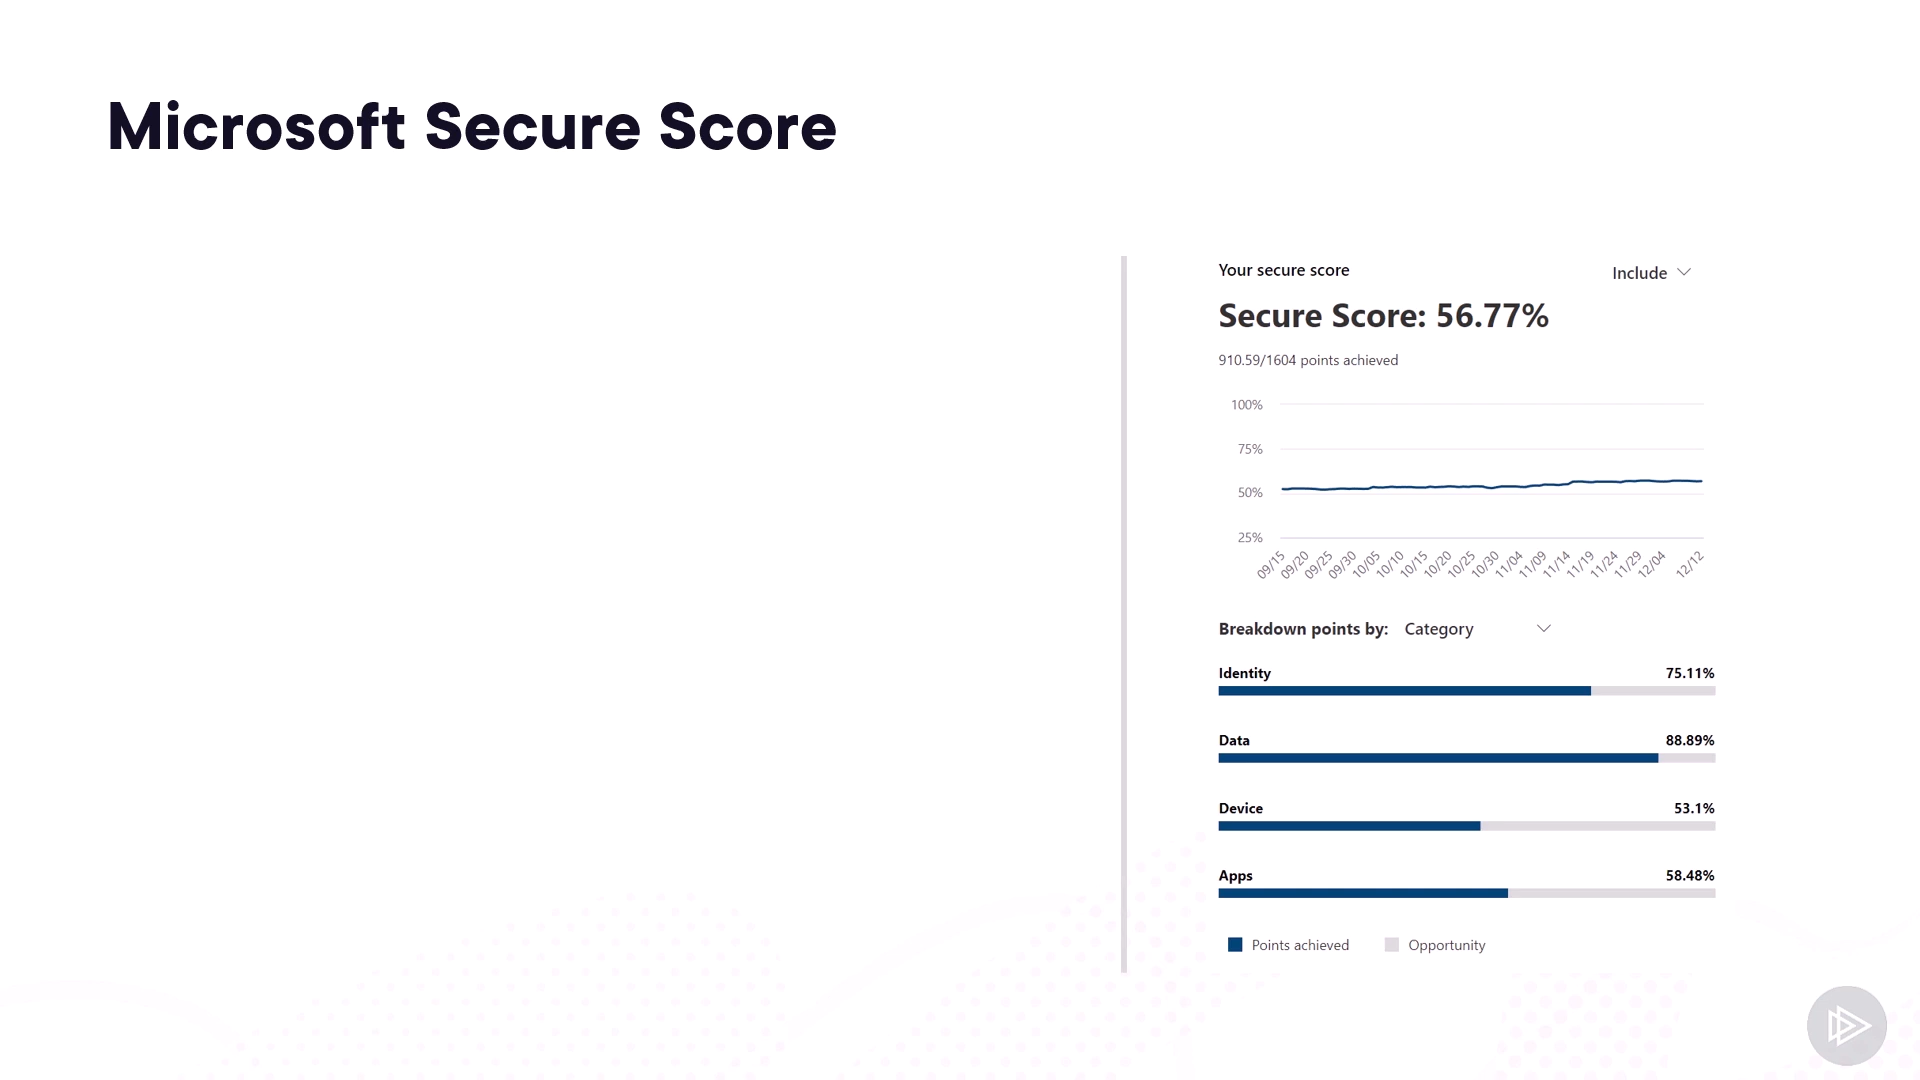 Microsoft Secure Score
Your secure score
Include
Secure Score: 56.77%
910.59/1604 points achieved
100%
75%
50%
25%
09/15 09/20 09/25 09/30 10/05 10/10 10/15 10/20 10/25 10/30 11/04 11/09 11/14 11/19 11/24 11/29 12/04 12/12
Breakdown points by: Category
Identity 75.11%
Data 88.89%
Device 53.1%
Apps 58.48%
Points achieved Opportunity